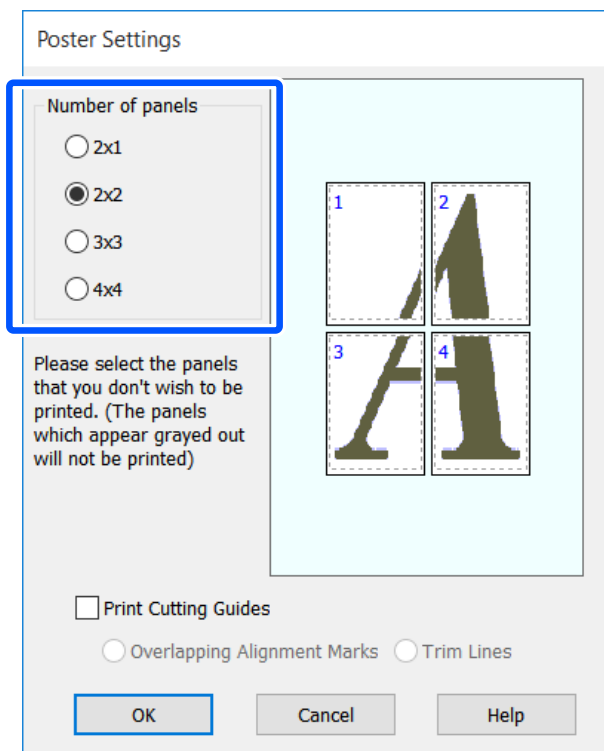 Poster Settings
Number of panels
2x1
2x2
3x3
4x4
1
2
3
4
Please select the panels
that you don't wish to be
printed. (The panels
which appear grayed out
will not be printed)
Print Cutting Guides
Overlapping Alignment Marks Trim Lines
OK Cancel Help